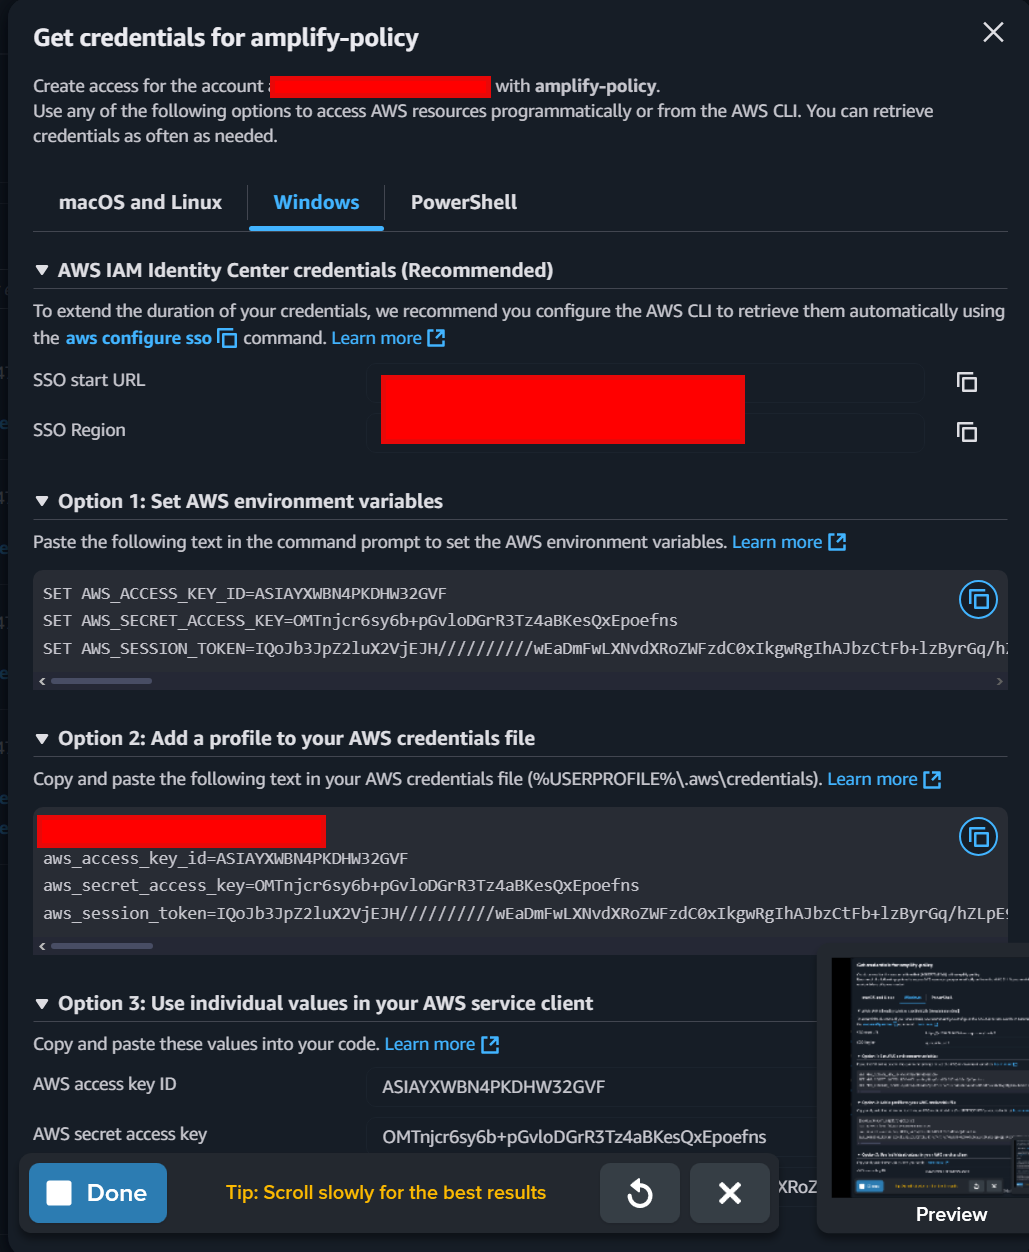 Get credentials for amplify-policy
Create access for the account with amplify-policy.
Use any of the following options to access AWS resources programmatically or from the AWS CLI. You can retrieve
credentials as often as needed.
macOS and Linux Windows PowerShell
AWS IAM Identity Center credentials (Recommended)
To extend the duration of your credentials, we recommend you configure the AWS CLI to retrieve them automatically using
the aws configure sso command. Learn more
SSO start URL
SSO Region
Option 1: Set AWS environment variables
Paste the following text in the command prompt to set the AWS environment variables. Learn more
SET AWS_ACCESS_KEY_ID=ASIAYXWBN4PKDHW32GVF
SET AWS_SECRET_ACCESS_KEY=OMTnjcr6sy6b+pGvloDGrR3Tz4aBKesQxEpoefns
SET AWS_SESSION_TOKEN=IQoJb3JpZ2luX2VjEJH//////////wEaDmFwLXNvdXRoZWFzdC0xIkgwRgIhAJbzCtFb+lzByrGq/h
Option 2: Add a profile to your AWS credentials file
Copy and paste the following text in your AWS credentials file (%USERPROFILE%\.aws\credentials). Learn more
aws_access_key_id=ASIAYXWBN4PKDHW32GVF
aws_secret_access_key=OMTnjcr6sy6b+pGvloDGrR3Tz4aBKesQxEpoefns
aws_session_token=IQoJb3JpZ2luX2VjEJH//////////wEaDmFwLXNvdXRoZWFzdC0xIkgwRgIhAJbzCtFb+lzByrGq/hZLpE
Option 3: Use individual values in your AWS service client
Copy and paste these values into your code. Learn more
AWS access key ID ASIAYXWBN4PKDHW32GVF
AWS secret access key OMTnjcr6sy6b+pGvloDGrR3Tz4aBKesQxEpoefns
Done Tip: Scroll slowly for the best results XRoZ
Preview